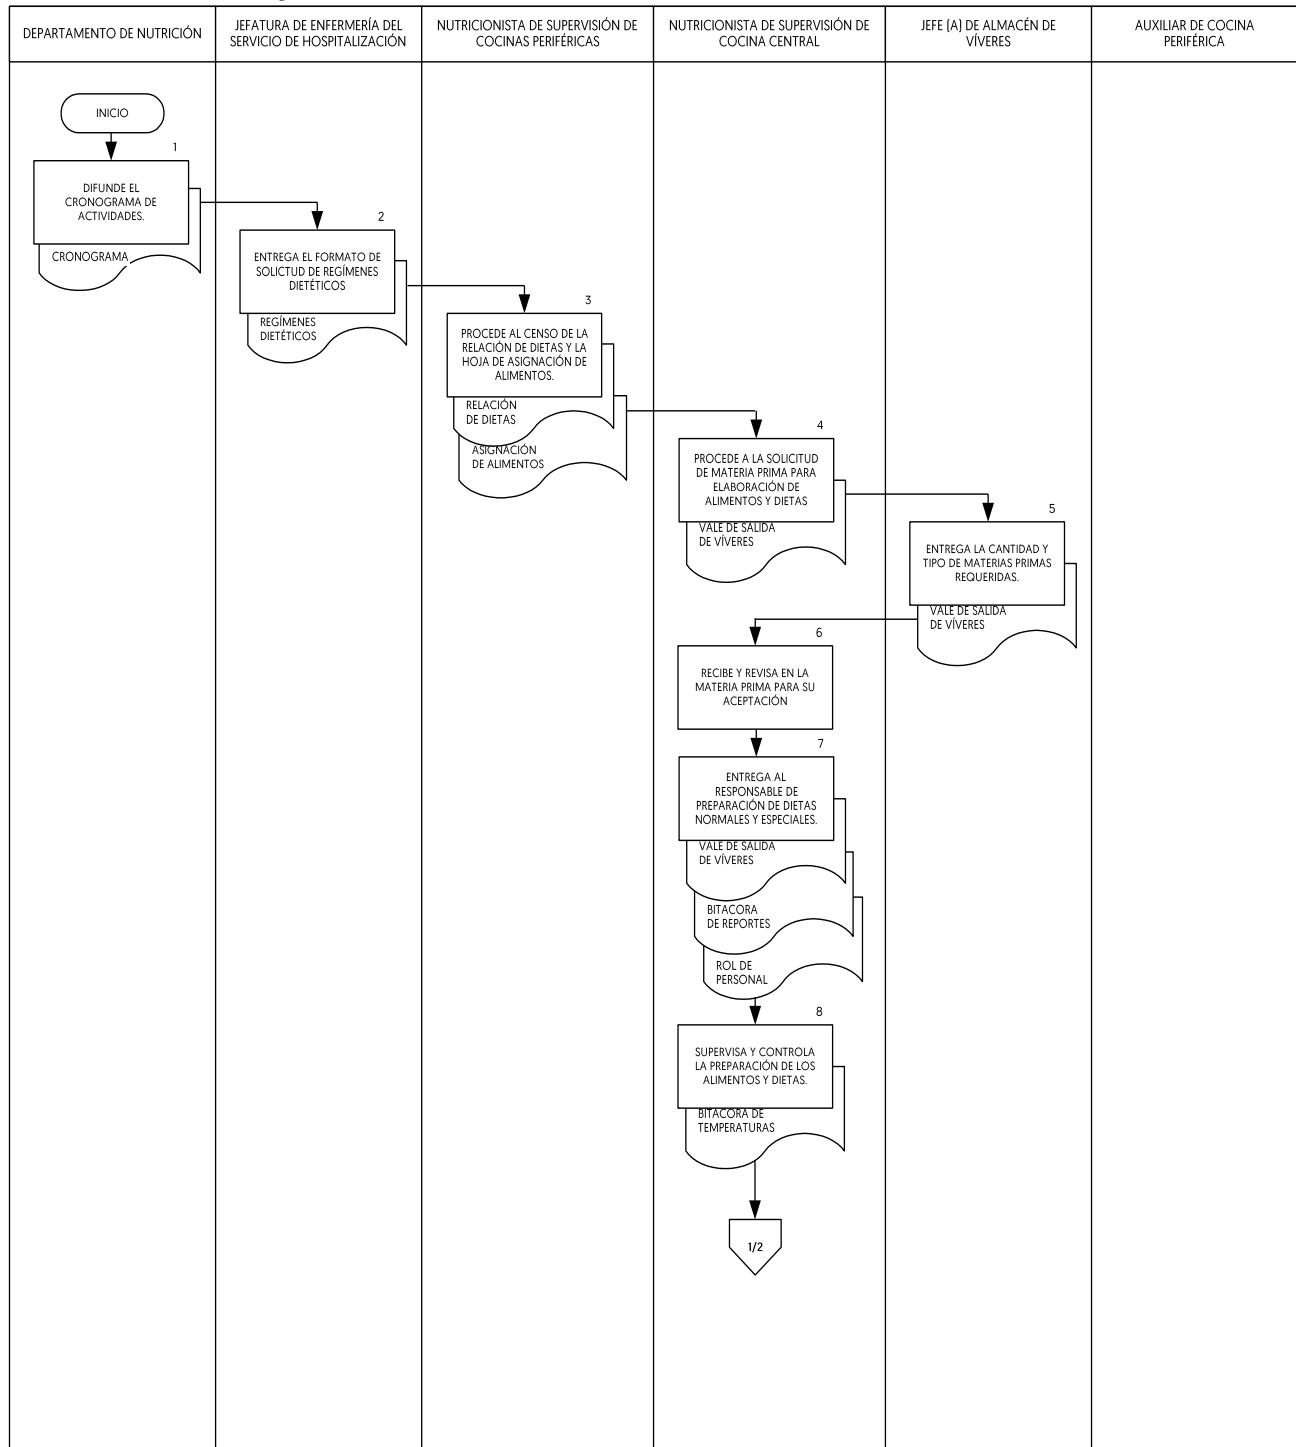 DEPARTAMENTO DE NUTRICIÓN
JEFATURA DE ENFERMERÍA DEL
SERVICIO DE HOSPITALIZACIÓN
NUTRICIONISTA DE SUPERVISIÓN DE
COCINAS PERIFÉRICAS
NUTRICIONISTA DE SUPERVISIÓN DE
COCINA CENTRAL
JEFE (A) DE ALMACÉN DE
VÍVERES
AUXILIAR DE COCINA
PERIFÉRICA
INICIO
1
DIFUNDE EL
CRONOGRAMA DE
ACTIVIDADES.
CRONOGRAMA
2
ENTREGA EL FORMATO DE
SOLICTUD DE REGÍMENES
DIETÉTICOS
REGÍMENES
DIETÉTICOS
3
PROCEDE AL CENSO DE LA
RELACIÓN DE DIETAS Y LA
HOJA DE ASIGNACIÓN DE
ALIMENTOS.
RELACIÓN
DE DIETAS
ASIGNACIÓN
DE ALIMENTOS
4
PROCEDE A LA SOLICITUD
DE MATERIA PRIMA PARA
ELABORACIÓN DE
ALIMENTOS Y DIETAS
VALE DE SALIDA
DE VÍVERES
5
ENTREGA LA CANTIDAD Y
TIPO DE MATERIAS PRIMAS
REQUERIDAS.
VALE DE SALIDA
DE VÍVERES
6
RECIBE Y REVISA EN LA
MATERIA PRIMA PARA SU
ACEPTACIÓN
7
ENTREGA AL
RESPONSABLE DE
PREPARACIÓN DE DIETAS
NORMALES Y ESPECIALES.
VALE DE SALIDA
DE VÍVERES
BITACORA
DE REPORTES
ROL DE
PERSONAL
8
SUPERVISA Y CONTROLA
LA PREPARACIÓN DE LOS
ALIMENTOS Y DIETAS.
BITÁCORA DE
TEMPERATURAS
1/2